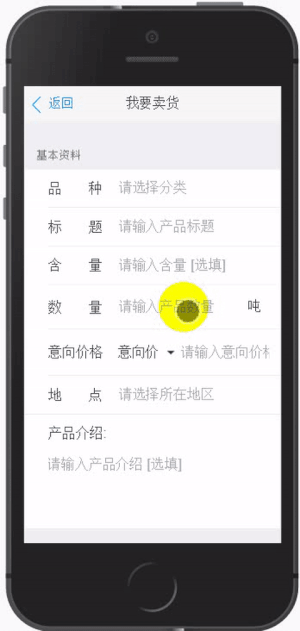 返回 我要卖货
基本资料
品 种 请选择分类
标 题 请输入产品标题
含 量 请输入含量 [选填]
数 量 请输入产品数量 吨
意向价格 意向价 请输入意向价格
地 点 请选择所在地区
产品介绍:
请输入产品介绍 [选填]